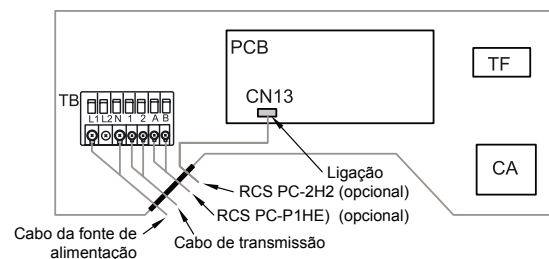 PCB
TF
TB
L1 L2 N 1 2 A B
CN13
CA
Ligação
RCS PC-2H2 (opcional)
RCS PC-P1HE) (opcional)
Cabo da fonte de
alimentação
Cabo de transmissão